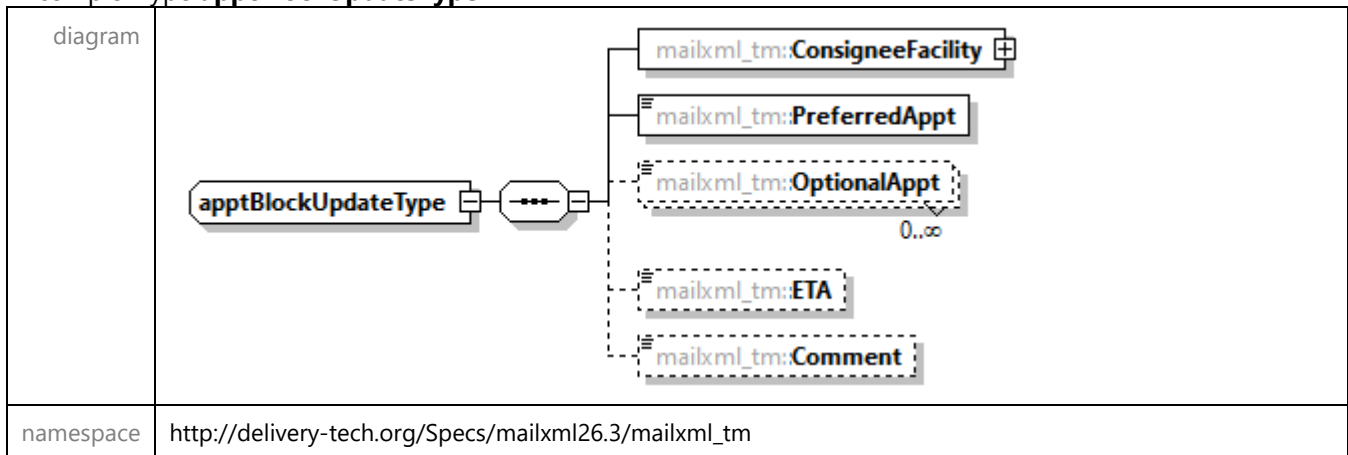 diagram
mailxml_tm:ConsigneeFacility
mailxml_tm:PreferredAppt
mailxml_tm:OptionalAppt
apptBlockUpdateType
0..∞
mailxml_tm:ETA
mailxml_tm:Comment
namespace http://delivery-tech.org/Specs/mailxml26.3/mailxml_tm